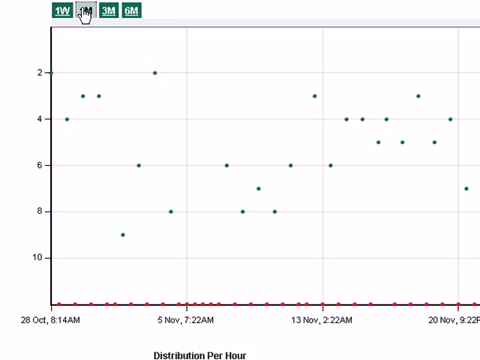 1W 1M 3M 6M
2
4
6
8
10
28 Oct, 8:14AM 5 Nov, 7:22AM 13 Nov, 2:22AM 20 Nov, 9:22P
Distribution Per Hour